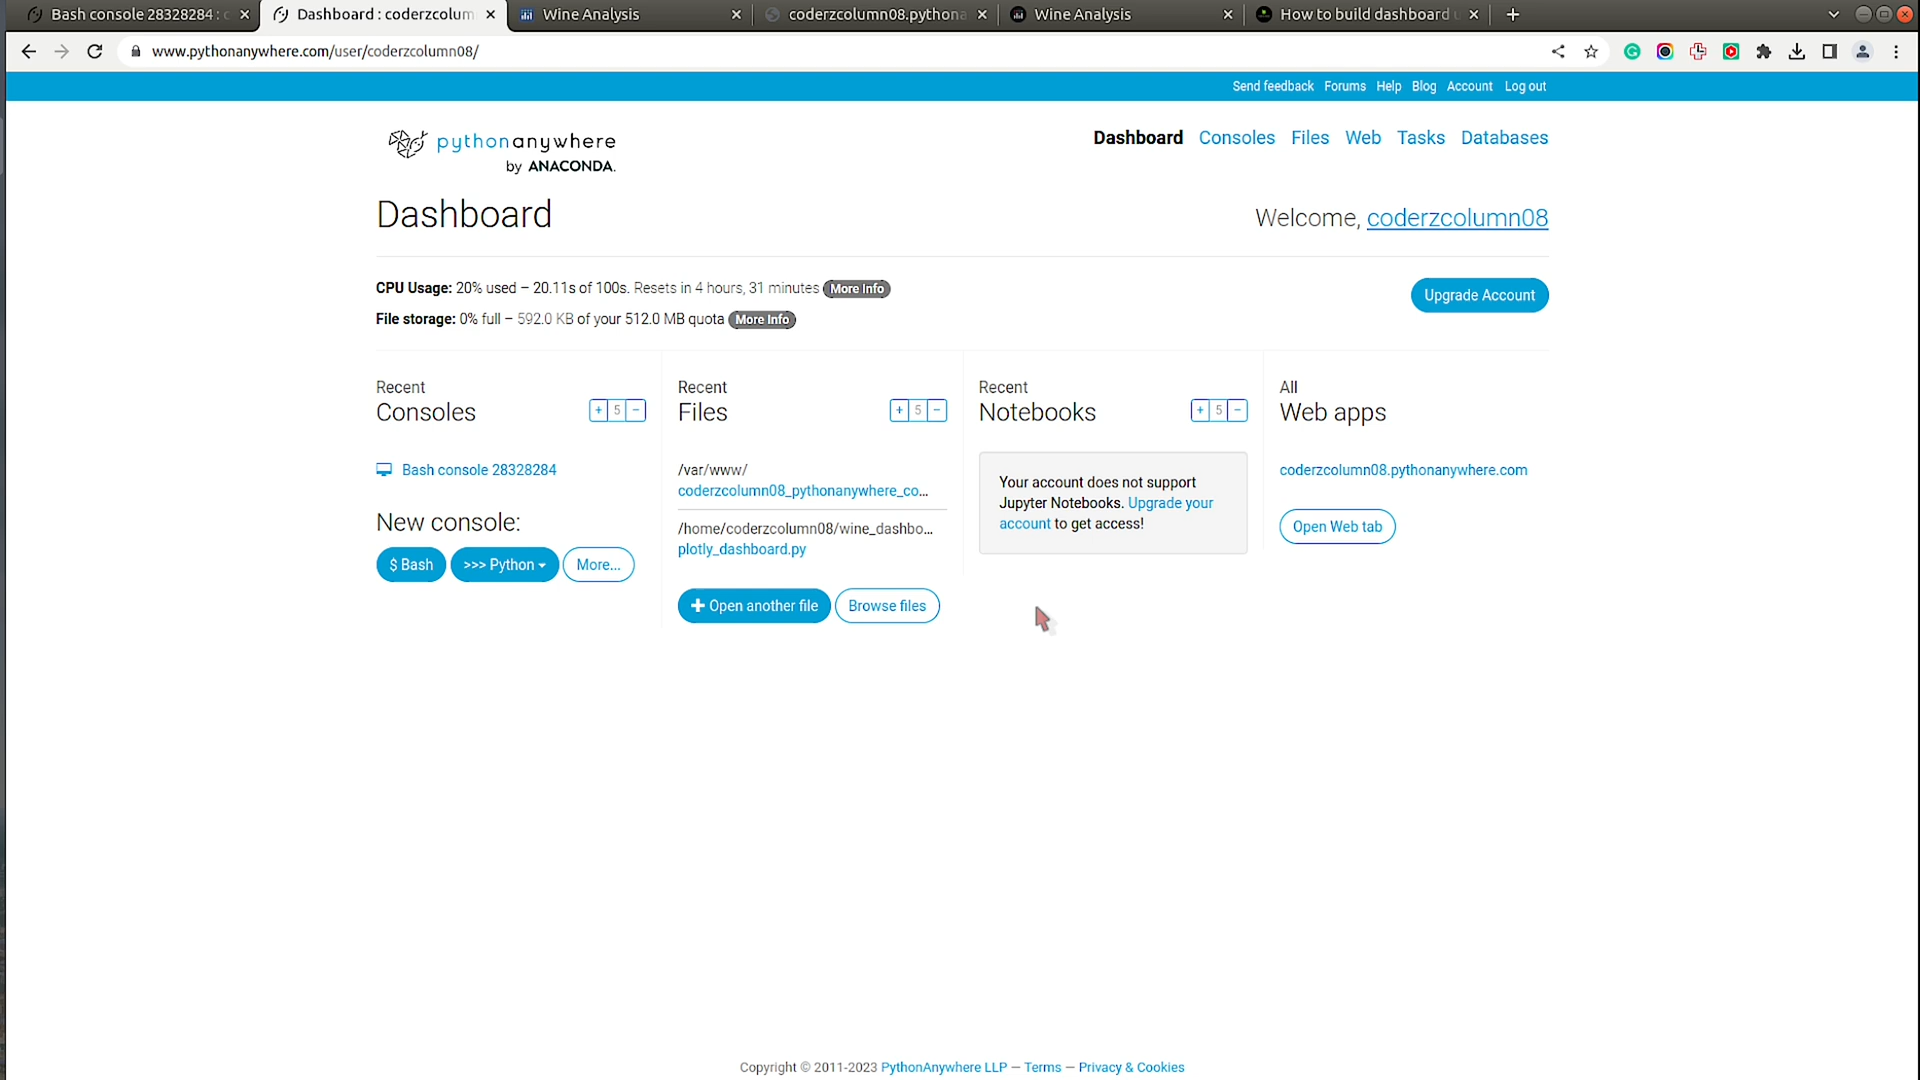 Bash console 28328284 : c
Dashboard : coderzcolum
Wine Analysis
coderzcolumn08.pythona
Wine Analysis
How to build dashboard u
www.pythonanywhere.com/user/coderzcolumn08/
Send feedback Forums Help Blog Account Log out
pythonanywhere
by ANACONDA.
Dashboard Consoles Files Web Tasks Databases
Dashboard
Welcome, coderzcolumn08
CPU Usage: 20% used – 20.11s of 100s. Resets in 4 hours, 31 minutes More Info
Upgrade Account
File storage: 0% full – 592.0 KB of your 512.0 MB quota More Info
Recent
Consoles
+ 5 −
Bash console 28328284
New console:
$ Bash
>>> Python
More...
Recent
Files
+ 5 −
/var/www/
coderzcolumn08_pythonanywhere_co...
/home/coderzcolumn08/wine_dashbo...
plotly_dashboard.py
Open another file
Browse files
Recent
Notebooks
+ 5 −
Your account does not support
Jupyter Notebooks. Upgrade your
account to get access!
All
Web apps
coderzcolumn08.pythonanywhere.com
Open Web tab
Copyright © 2011-2023 PythonAnywhere LLP — Terms — Privacy & Cookies